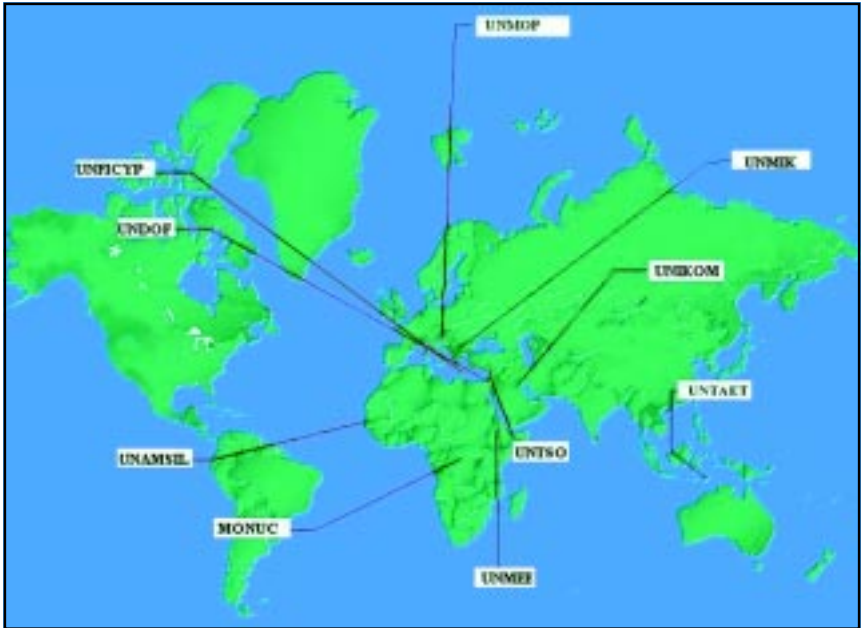 UNMOP
UNFICYP
UNMIK
UNDOF
UNIKOM
UNTAET
UNAMSIL
UNTSO
MONUC
UNMEE